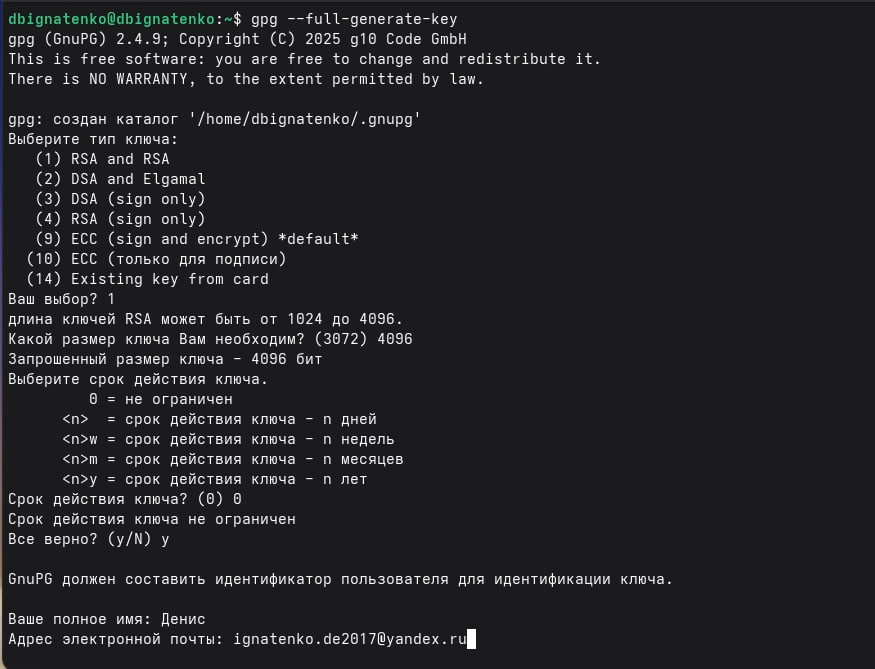 dbignatenko@dbignatenko:~$ gpg --full-generate-key
gpg (GnuPG) 2.4.9; Copyright (C) 2025 g10 Code GmbH
This is free software: you are free to change and redistribute it.
There is NO WARRANTY, to the extent permitted by law.

gpg: создан каталог '/home/dbignatenko/.gnupg'
Выберите тип ключа:
   (1) RSA and RSA
   (2) DSA and Elgamal
   (3) DSA (sign only)
   (4) RSA (sign only)
   (9) ECC (sign and encrypt) *default*
  (10) ECC (только для подписи)
  (14) Existing key from card
Ваш выбор? 1
длина ключей RSA может быть от 1024 до 4096.
Какой размер ключа Вам необходим? (3072) 4096
Запрошенный размер ключа - 4096 бит
Выберите срок действия ключа.
         0 = не ограничен
      <n>  = срок действия ключа - n дней
      <n>w = срок действия ключа - n недель
      <n>m = срок действия ключа - n месяцев
      <n>y = срок действия ключа - n лет
Срок действия ключа? (0) 0
Срок действия ключа не ограничен
Все верно? (y/N) y

GnuPG должен составить идентификатор пользователя для идентификации ключа.

Ваше полное имя: Денис
Адрес электронной почты: ignatenko.de2017@yandex.ru